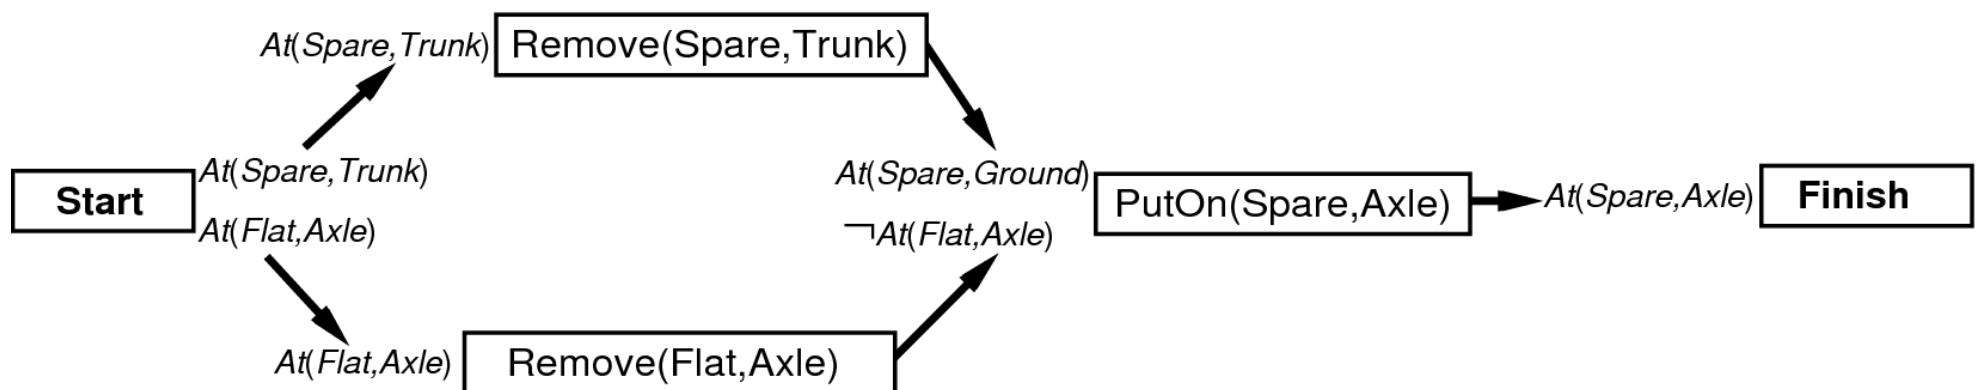 At(Spare,Trunk) Remove(Spare,Trunk)
At(Spare,Trunk)
Start
At(Flat,Axle)
At(Spare,Ground)
¬At(Flat,Axle)
PutOn(Spare,Axle)
At(Spare,Axle) Finish
At(Flat,Axle) Remove(Flat,Axle)